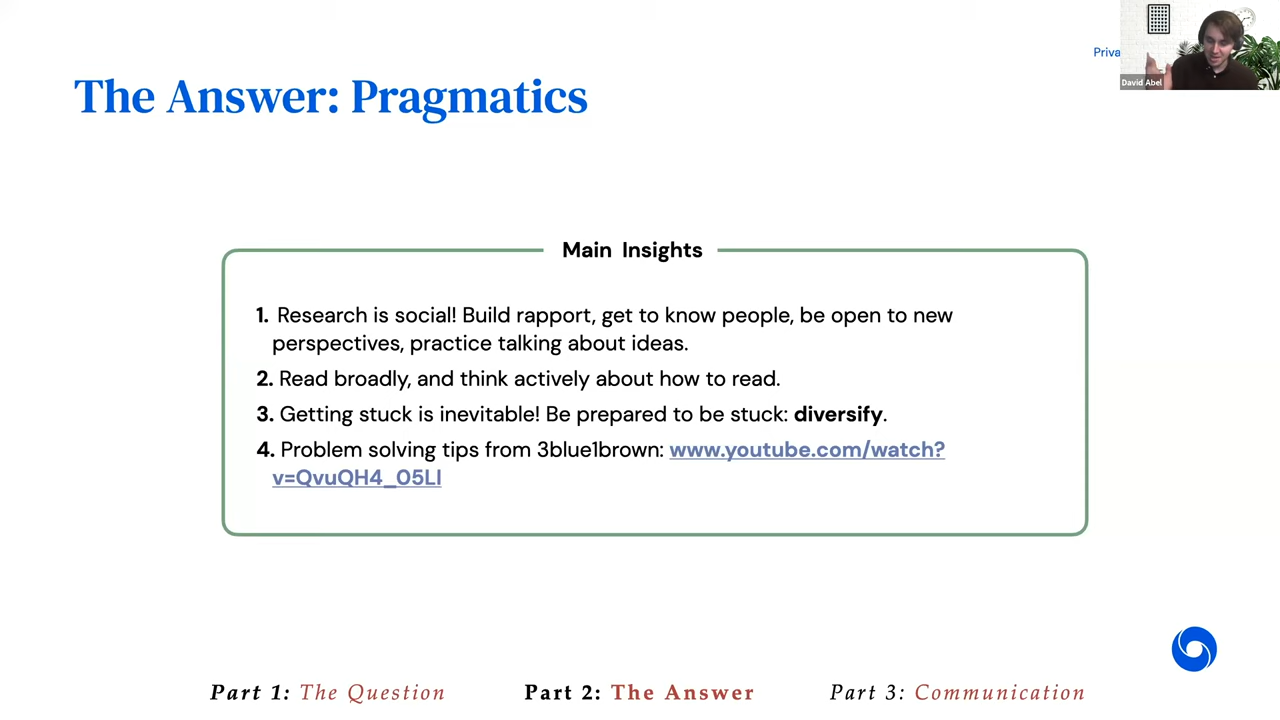 Priva
David Abel
The Answer: Pragmatics
Main Insights
1. Research is social! Build rapport, get to know people, be open to new
perspectives, practice talking about ideas.
2. Read broadly, and think actively about how to read.
3. Getting stuck is inevitable! Be prepared to be stuck: diversify.
4. Problem solving tips from 3blue1brown: www.youtube.com/watch?
v=QvuQH4_05LI
Part 1: The Question
Part 2: The Answer
Part 3: Communication